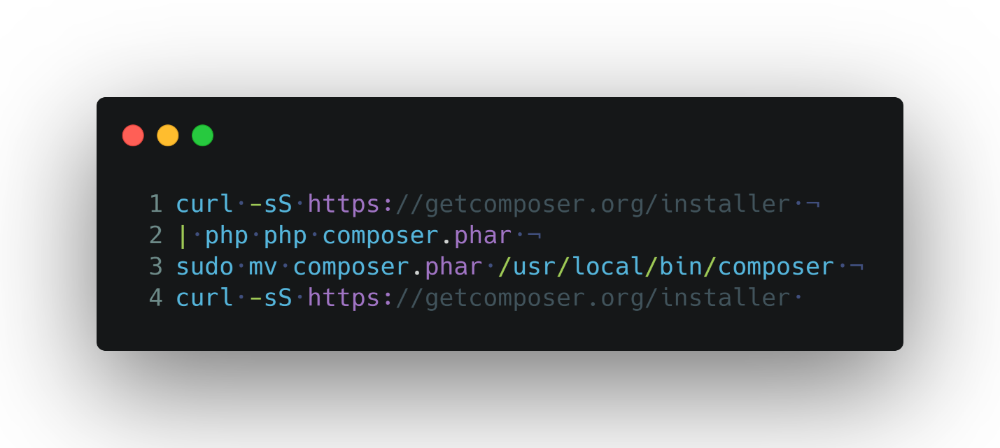 1 curl·-sS·https://getcomposer.org/installer·¬
2 |·php·php·composer.phar·¬
3 sudo·mv·composer.phar·/usr/local/bin/composer·¬
4 curl·-sS·https://getcomposer.org/installer·